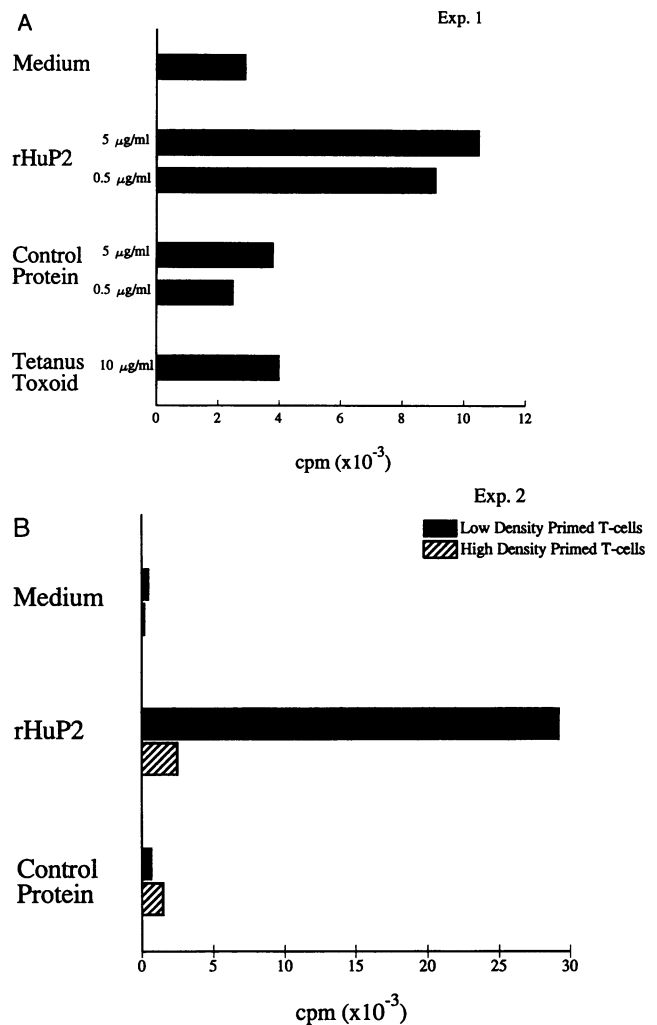 A
Exp. 1
Medium
rHuP2
5 μg/ml
0.5 μg/ml
Control
Protein
5 μg/ml
0.5 μg/ml
Tetanus
Toxoid
10 μg/ml
0 2 4 6 8 10 12
cpm (x10⁻³)
Exp. 2
B
Low Density Primed T-cells
High Density Primed T-cells
Medium
rHuP2
Control
Protein
0 5 10 15 20 25 30
cpm (x10⁻³)